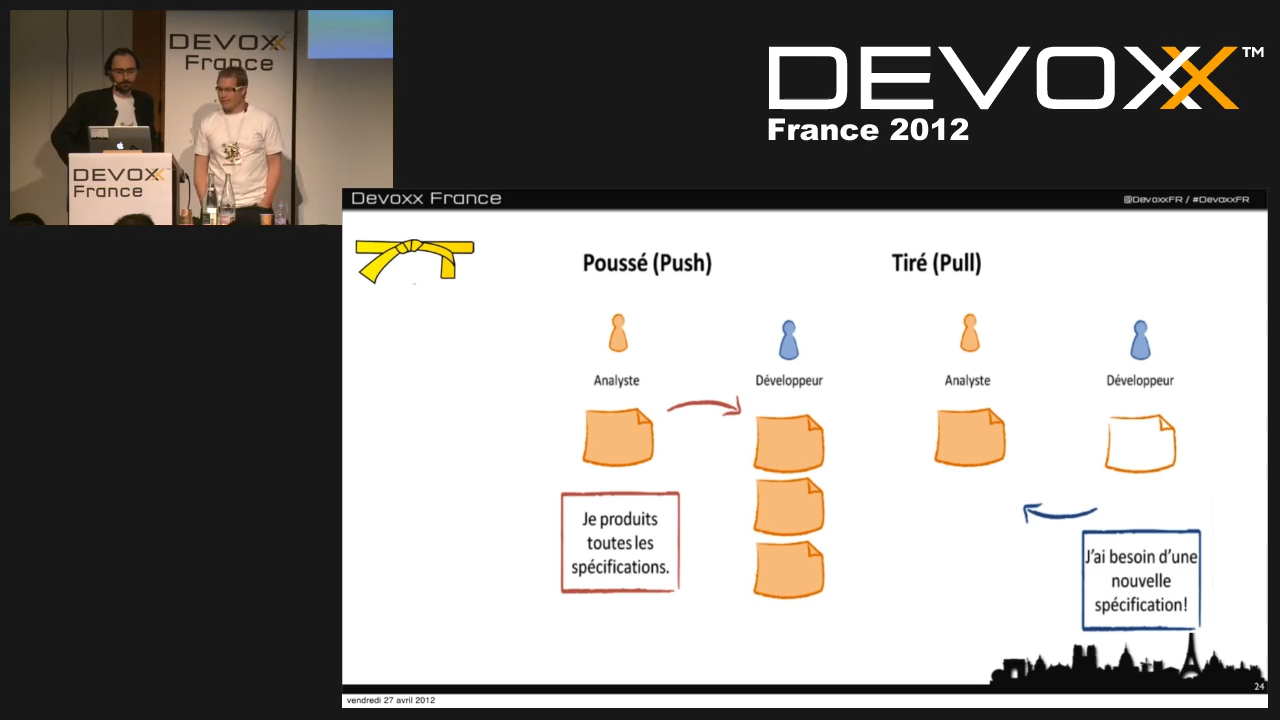 DEVOXX
France
DEVOXX
France
DEVOXX™
France 2012
Devoxx France
@DevoxxFR / #DevoxxFR
Poussé (Push)
Tiré (Pull)
Analyste
Développeur
Analyste
Développeur
Je produits
toutes les
spécifications.
J'ai besoin d'une
nouvelle
spécification!
24
vendredi 27 avril 2012